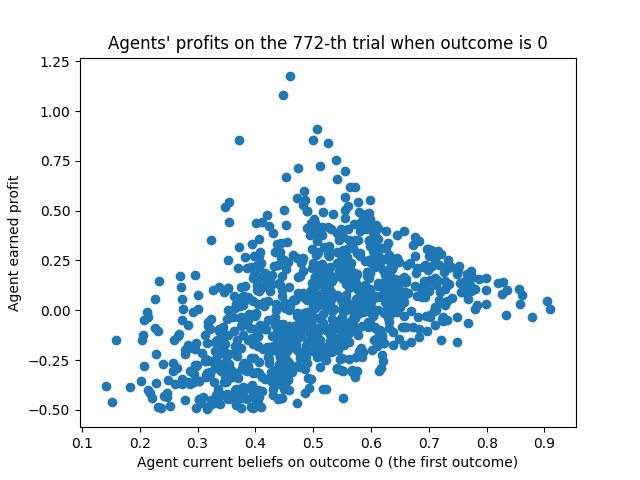 Agents' profits on the 772-th trial when outcome is 0
1.25
1.00
0.75
0.50
0.25
0.00
−0.25
−0.50
Agent earned profit
0.1 0.2 0.3 0.4 0.5 0.6 0.7 0.8 0.9
Agent current beliefs on outcome 0 (the first outcome)